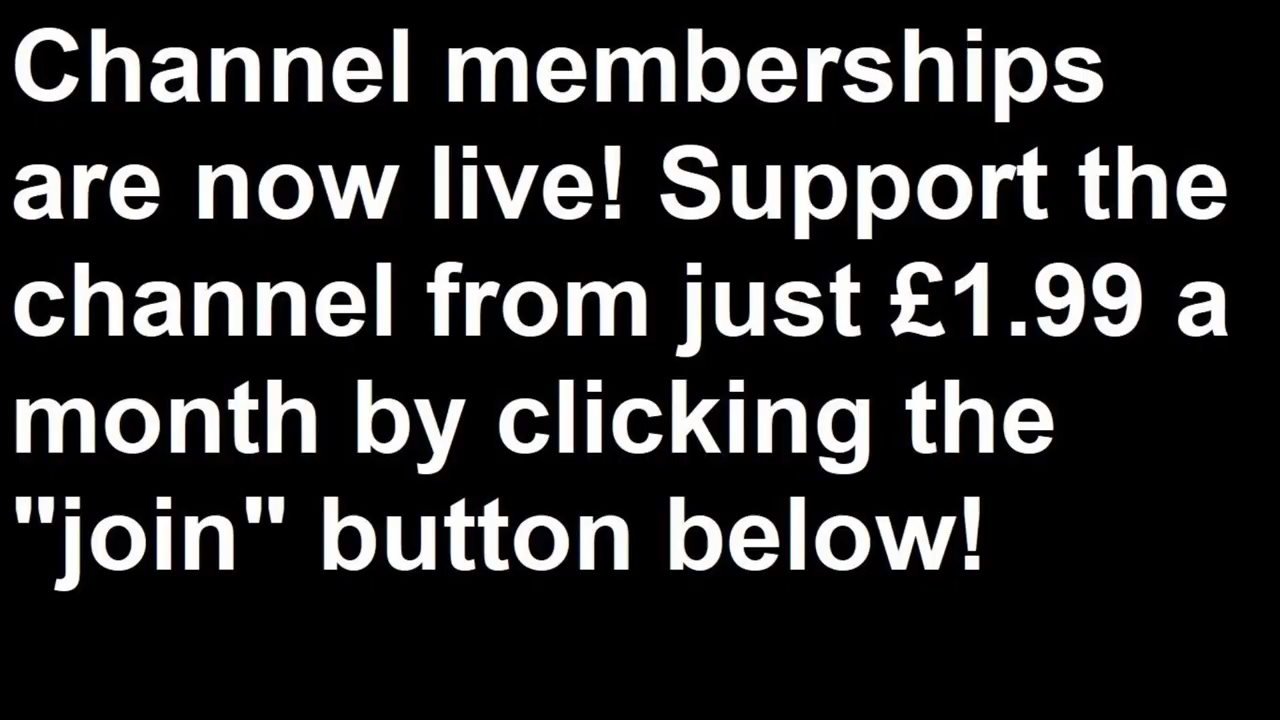 Channel memberships
are now live! Support the
channel from just £1.99 a
month by clicking the
"join" button below!